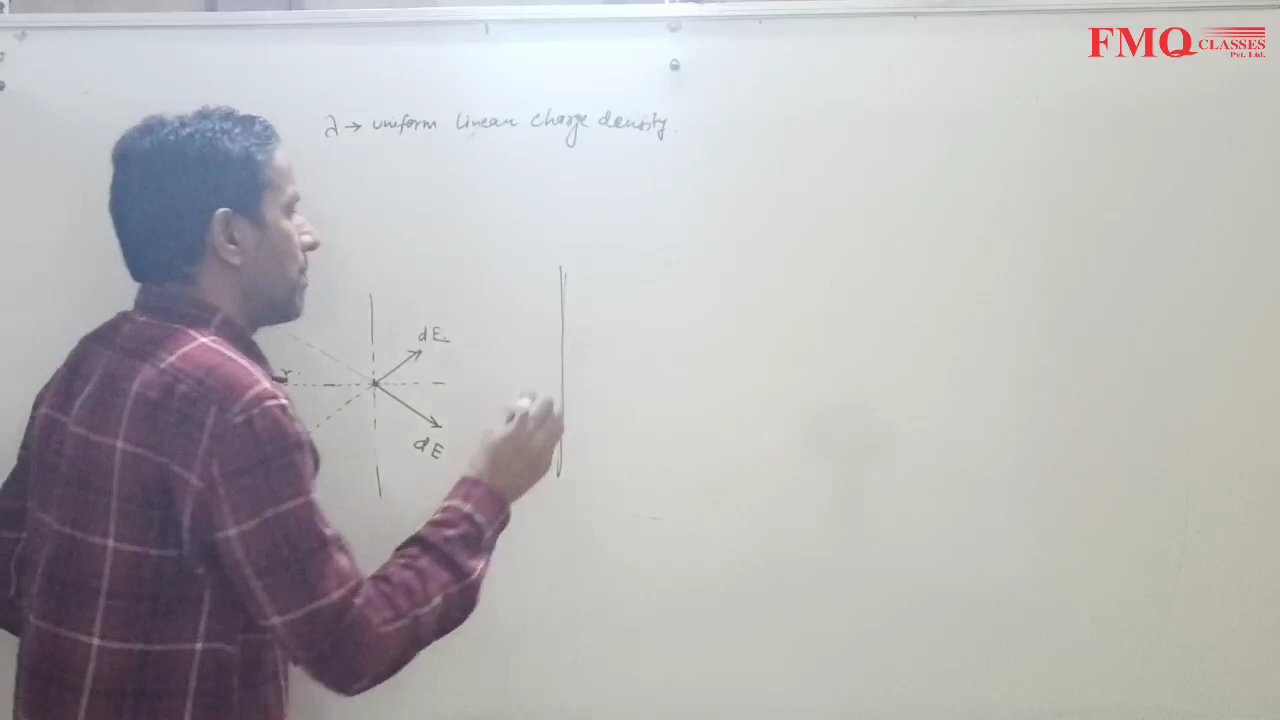 FMQ
CLASSES
Pvt. Ltd.
λ → uniform linear charge density.
dE
r
dE